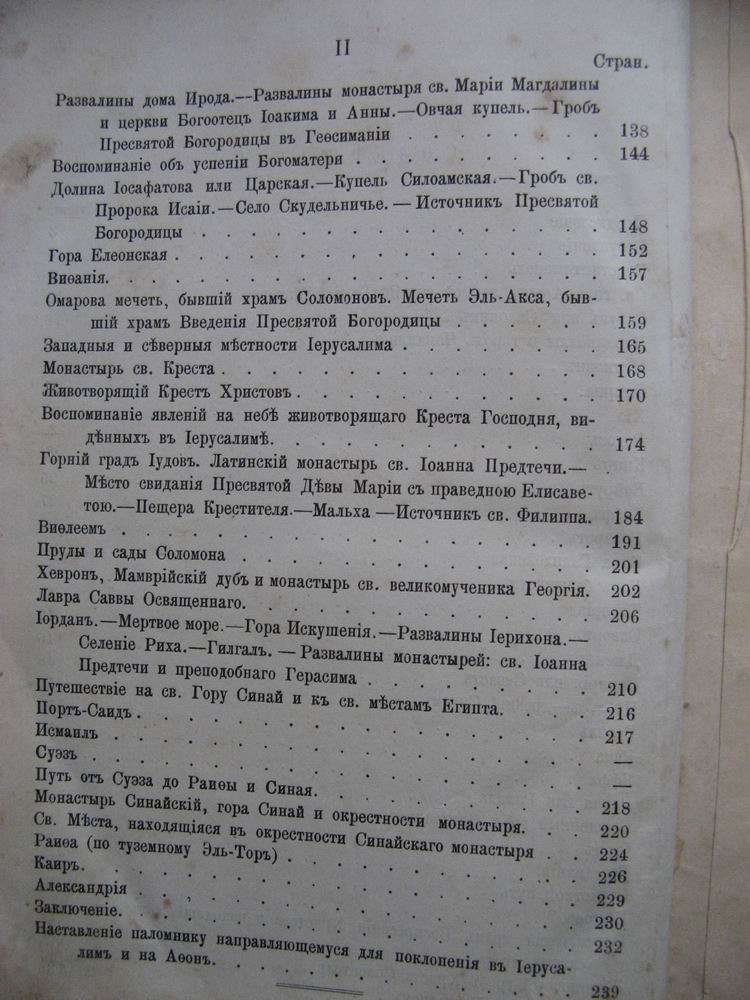 II
Стран.
Развалины дома Ирода.—Развалины монастыря св. Маріи Магдалины
и церкви Богоотецъ Іоакима и Анны.—Овчая купель.—Гробъ
Пресвятой Богородицы въ Геѳсиманіи . . . . . . . . 138
Воспоминаніе объ успеніи Богоматери . . . . . . . . . . 144
Долина Іосафатова или Царская.—Купель Силоамская.—Гробъ св.
Пророка Исаіи.—Село Скудельничье. — Источникъ Пресвятой
Богородицы . . . . . . . . . . . . . . . . . . 148
Гора Елеонская . . . . . . . . . . . . . . . . . . . 152
Виѳанія. . . . . . . . . . . . . . . . . . . . . . . 157
Омарова мечеть, бывшій храмъ Соломоновъ. Мечеть Эль-Акса, быв-
шій храмъ Введенія Пресвятой Богородицы . . . . . . 159
Западныя и сѣверныя мѣстности Іерусалима . . . . . . . . 165
Монастырь св. Креста . . . . . . . . . . . . . . . . . 168
Животворящій Крестъ Христовъ . . . . . . . . . . . . . 170
Воспоминаніе явленій на небѣ животворящаго Креста Господня, ви-
дѣнныхъ въ Іерусалимѣ. . . . . . . . . . . . . . 174
Горній градъ Іудовъ. Латинскій монастырь св. Іоанна Предтечи.—
Мѣсто свиданія Пресвятой Дѣвы Маріи съ праведною Елисаве-
тою.—Пещера Крестителя.—Мальха —Источникъ св. Филиппа. 184
Виѳлеемъ . . . . . . . . . . . . . . . . . . . . . . 191
Пруды и сады Соломона . . . . . . . . . . . . . . . . 201
Хевронъ, Мамврійскій дубъ и монастырь св. великомученика Георгія. 202
Лавра Саввы Освященнаго. . . . . . . . . . . . . . . . 206
Іорданъ.—Мертвое море.—Гора Искушенія.—Развалины Іерихона.—
Селеніе Риха.—Гилгалъ. — Развалины монастырей: св. Іоанна
Предтечи и преподобнаго Герасима . . . . . . . . . 210
Путешествіе на св. Гору Синай и къ св. мѣстамъ Египта. . . . 216
Портъ-Саидъ . . . . . . . . . . . . . . . . . . . . . 217
Исмаилъ . . . . . . . . . . . . . . . . . . . . . . —
Суэзъ . . . . . . . . . . . . . . . . . . . . . . . —
Путь отъ Суэза до Раиѳы и Синая. . . . . . . . . . . . . 218
Монастырь Синайскій, гора Синай и окрестности монастыря. . . 220
Св. Мѣста, находящіяся въ окрестности Синайскаго монастыря . . 224
Раиѳа (по туземному Эль-Торъ) . . . . . . . . . . . . . 226
Каиръ. . . . . . . . . . . . . . . . . . . . . . . . 229
Александрія . . . . . . . . . . . . . . . . . . . . . 230
Заключеніе. . . . . . . . . . . . . . . . . . . . . . 232
Наставленіе паломнику направляющемуся для поклоненія въ Іеруса-
лимъ и на Аѳонъ. . . . . . . . . . . . . . . . . 239